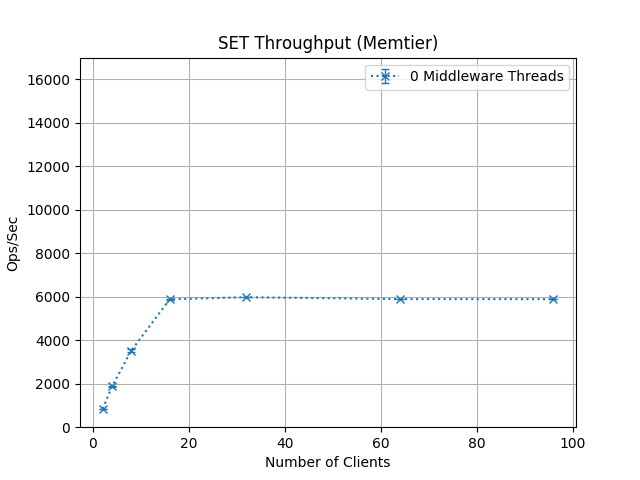 SET Throughput (Memtier)
0 Middleware Threads
Ops/Sec
16000
14000
12000
10000
8000
6000
4000
2000
0
0 20 40 60 80 100
Number of Clients